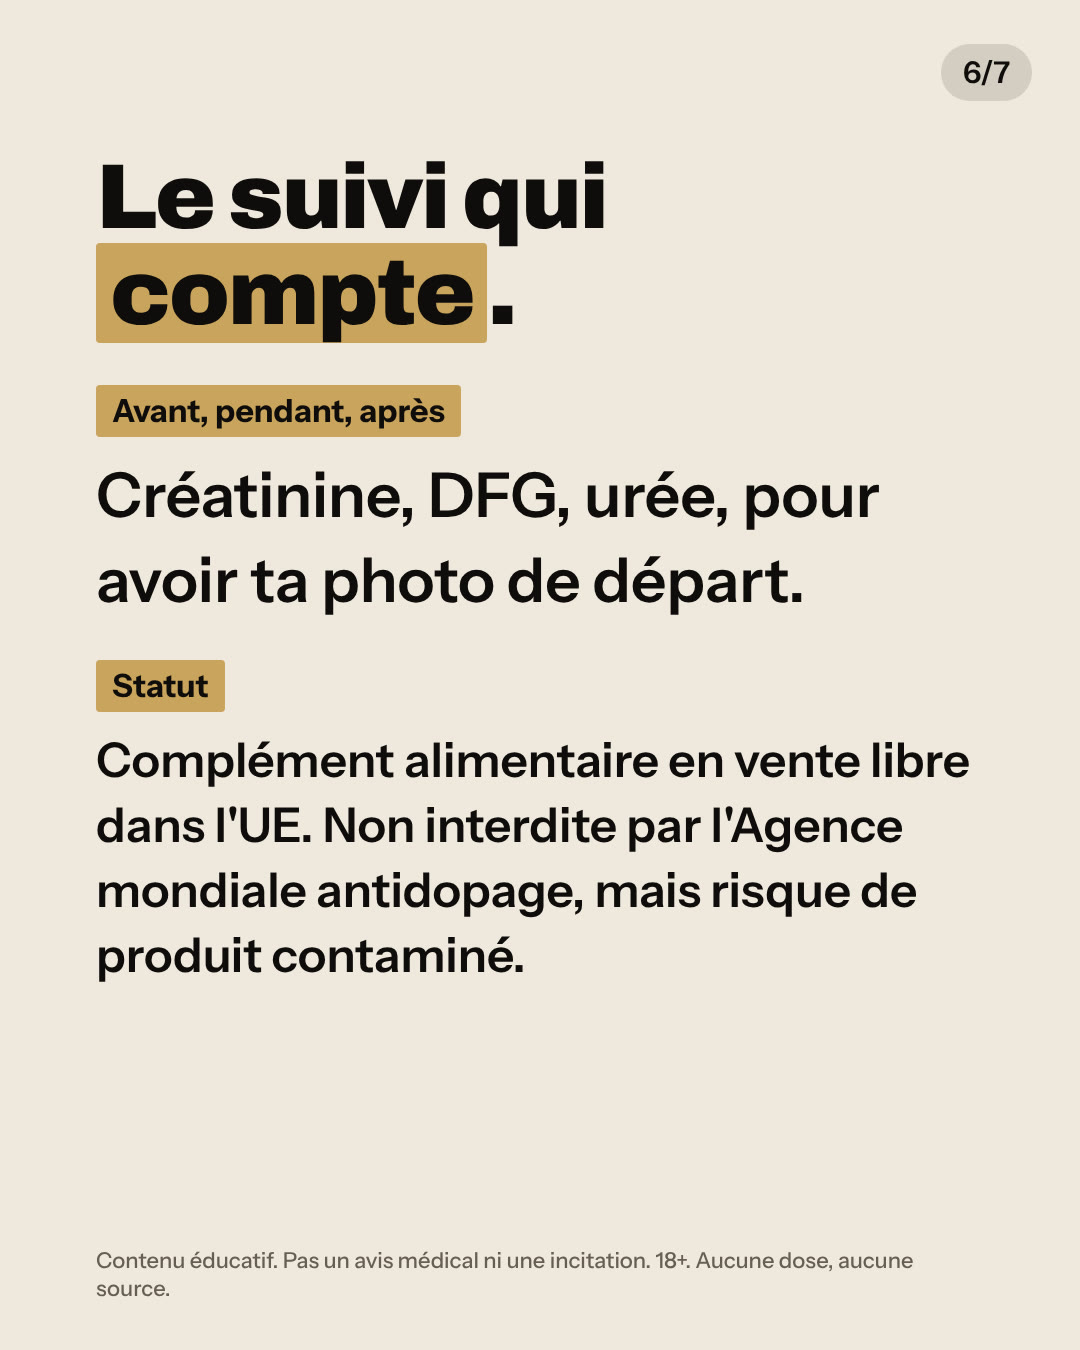 6/7
Le suivi qui
compte.
Avant, pendant, après
Créatinine, DFG, urée, pour
avoir ta photo de départ.
Statut
Complément alimentaire en vente libre
dans l'UE. Non interdite par l'Agence
mondiale antidopage, mais risque de
produit contaminé.
Contenu éducatif. Pas un avis médical ni une incitation. 18+. Aucune dose, aucune
source.